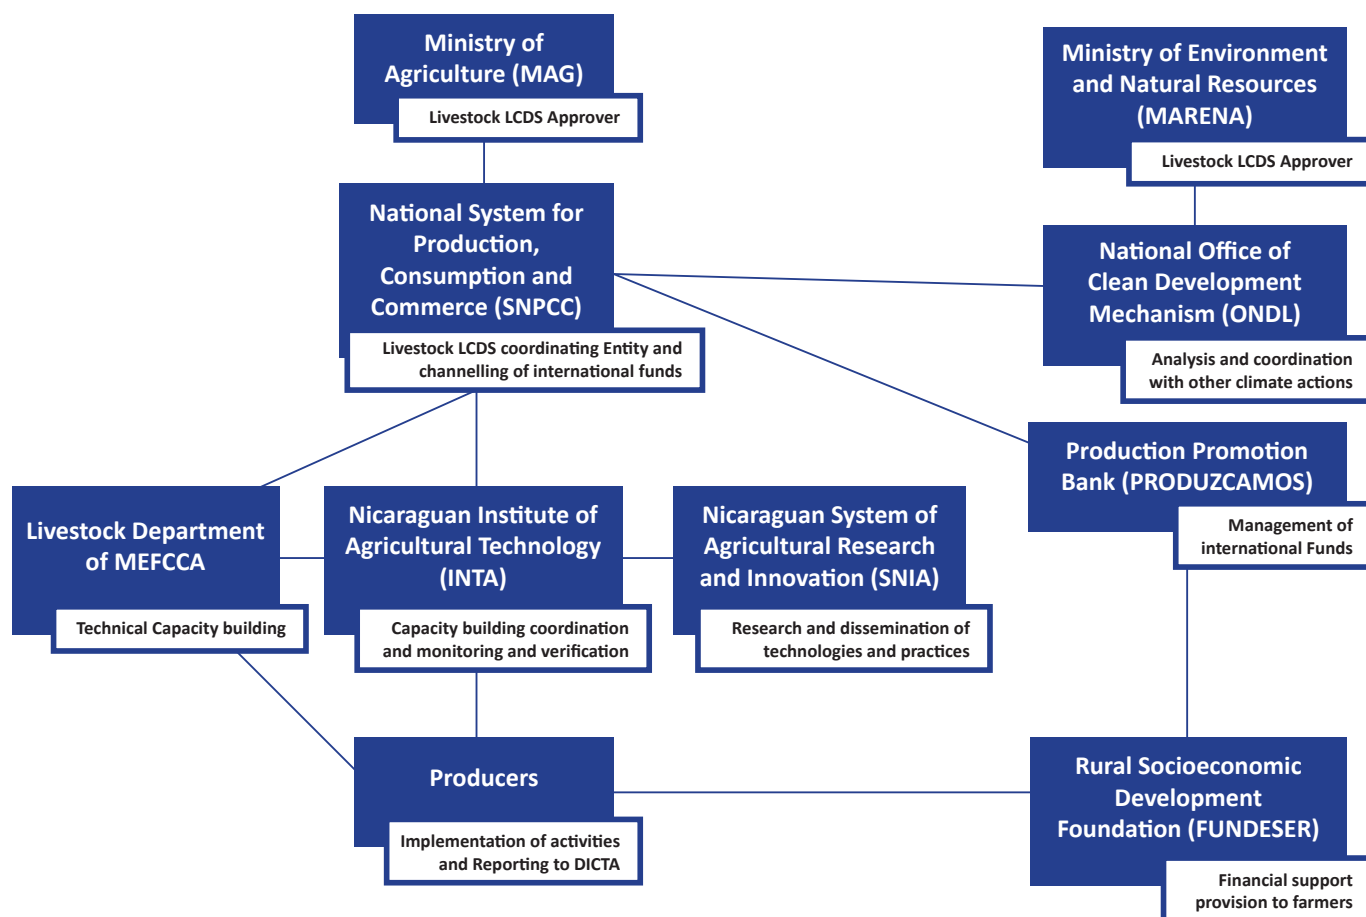 Ministry of
Agriculture (MAG)
Livestock LCDS Approver
Ministry of Environment
and Natural Resources
(MARENA)
Livestock LCDS Approver
National System for
Production,
Consumption and
Commerce (SNPCC)
Livestock LCDS coordinating Entity and
channelling of international funds
National Office of
Clean Development
Mechanism (ONDL)
Analysis and coordination
with other climate actions
Production Promotion
Bank (PRODUZCAMOS)
Management of
international Funds
Livestock Department
of MEFCCA
Technical Capacity building
Nicaraguan Institute of
Agricultural Technology
(INTA)
Capacity building coordination
and monitoring and verification
Nicaraguan System of
Agricultural Research
and Innovation (SNIA)
Research and dissemination of
technologies and practices
Producers
Implementation of activities
and Reporting to DICTA
Rural Socioeconomic
Development
Foundation (FUNDESER)
Financial support
provision to farmers